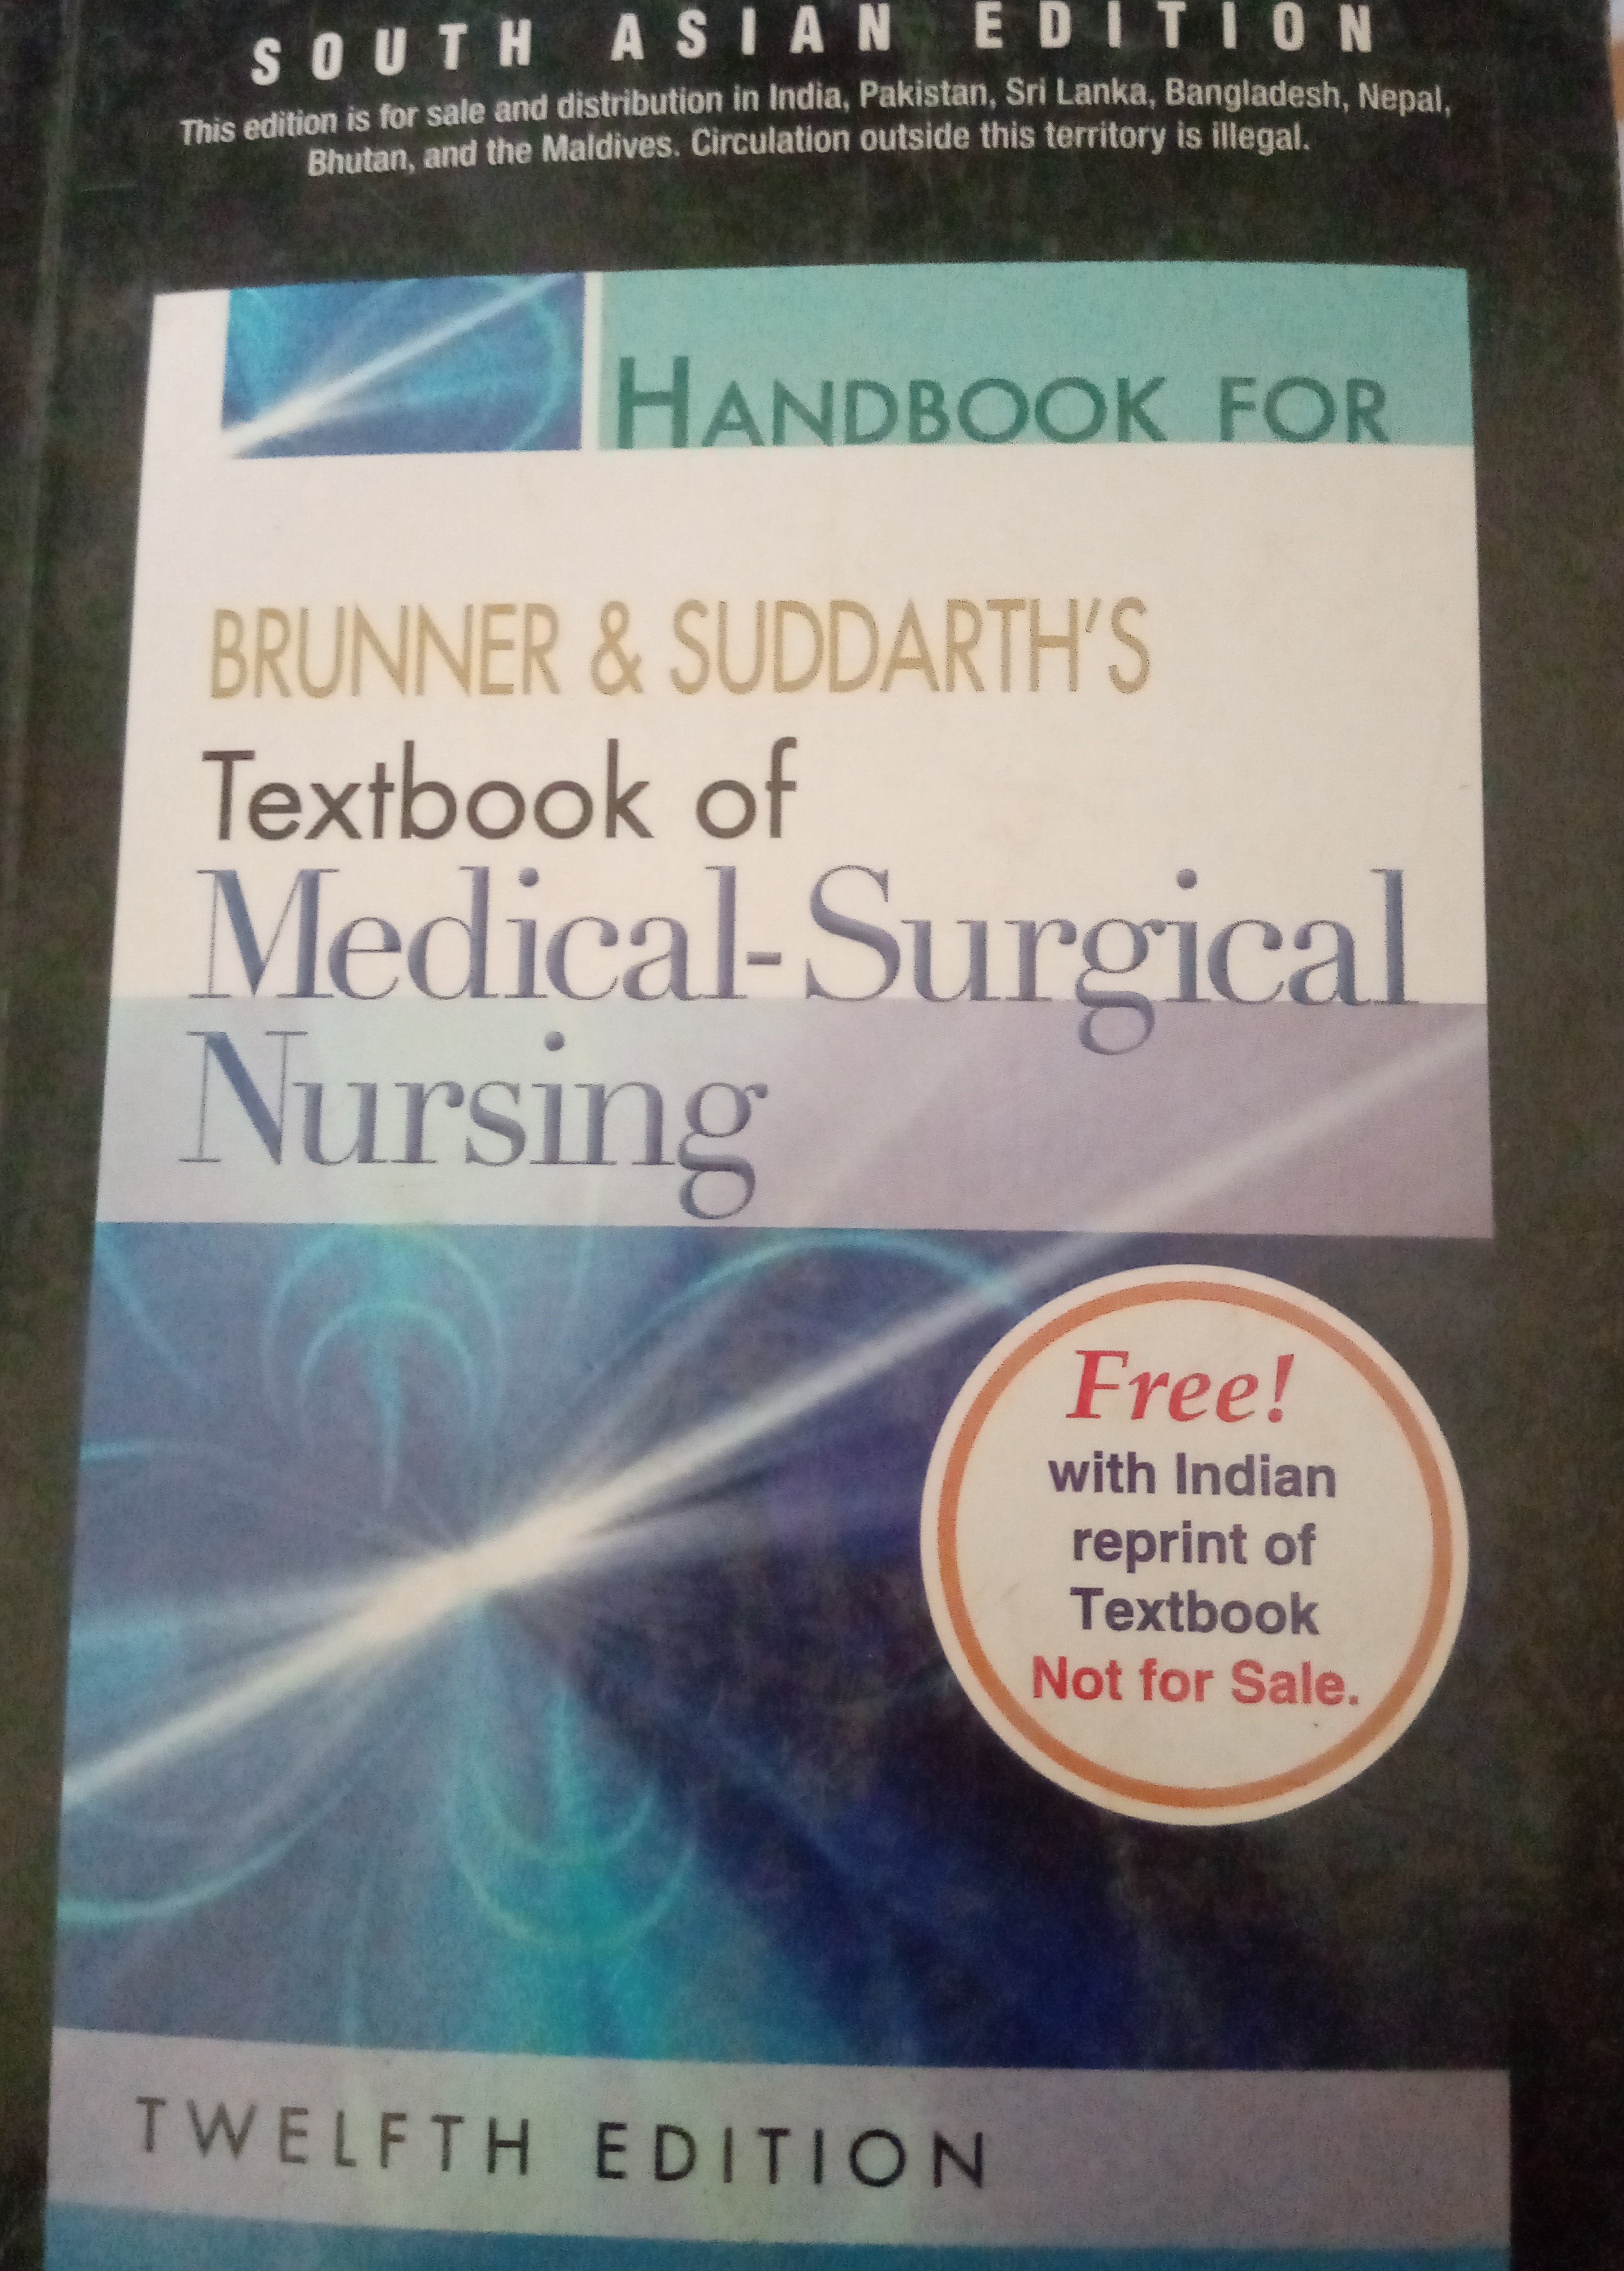 SOUTH ASIAN EDITION
This edition is for sale and distribution in India, Pakistan, Sri Lanka, Bangladesh, Nepal,
Bhutan, and the Maldives. Circulation outside this territory is illegal.
HANDBOOK FOR
BRUNNER & SUDDARTH'S
Textbook of
Medical-Surgical
Nursing
Free!
with Indian
reprint of
Textbook
Not for Sale.
TWELFTH EDITION